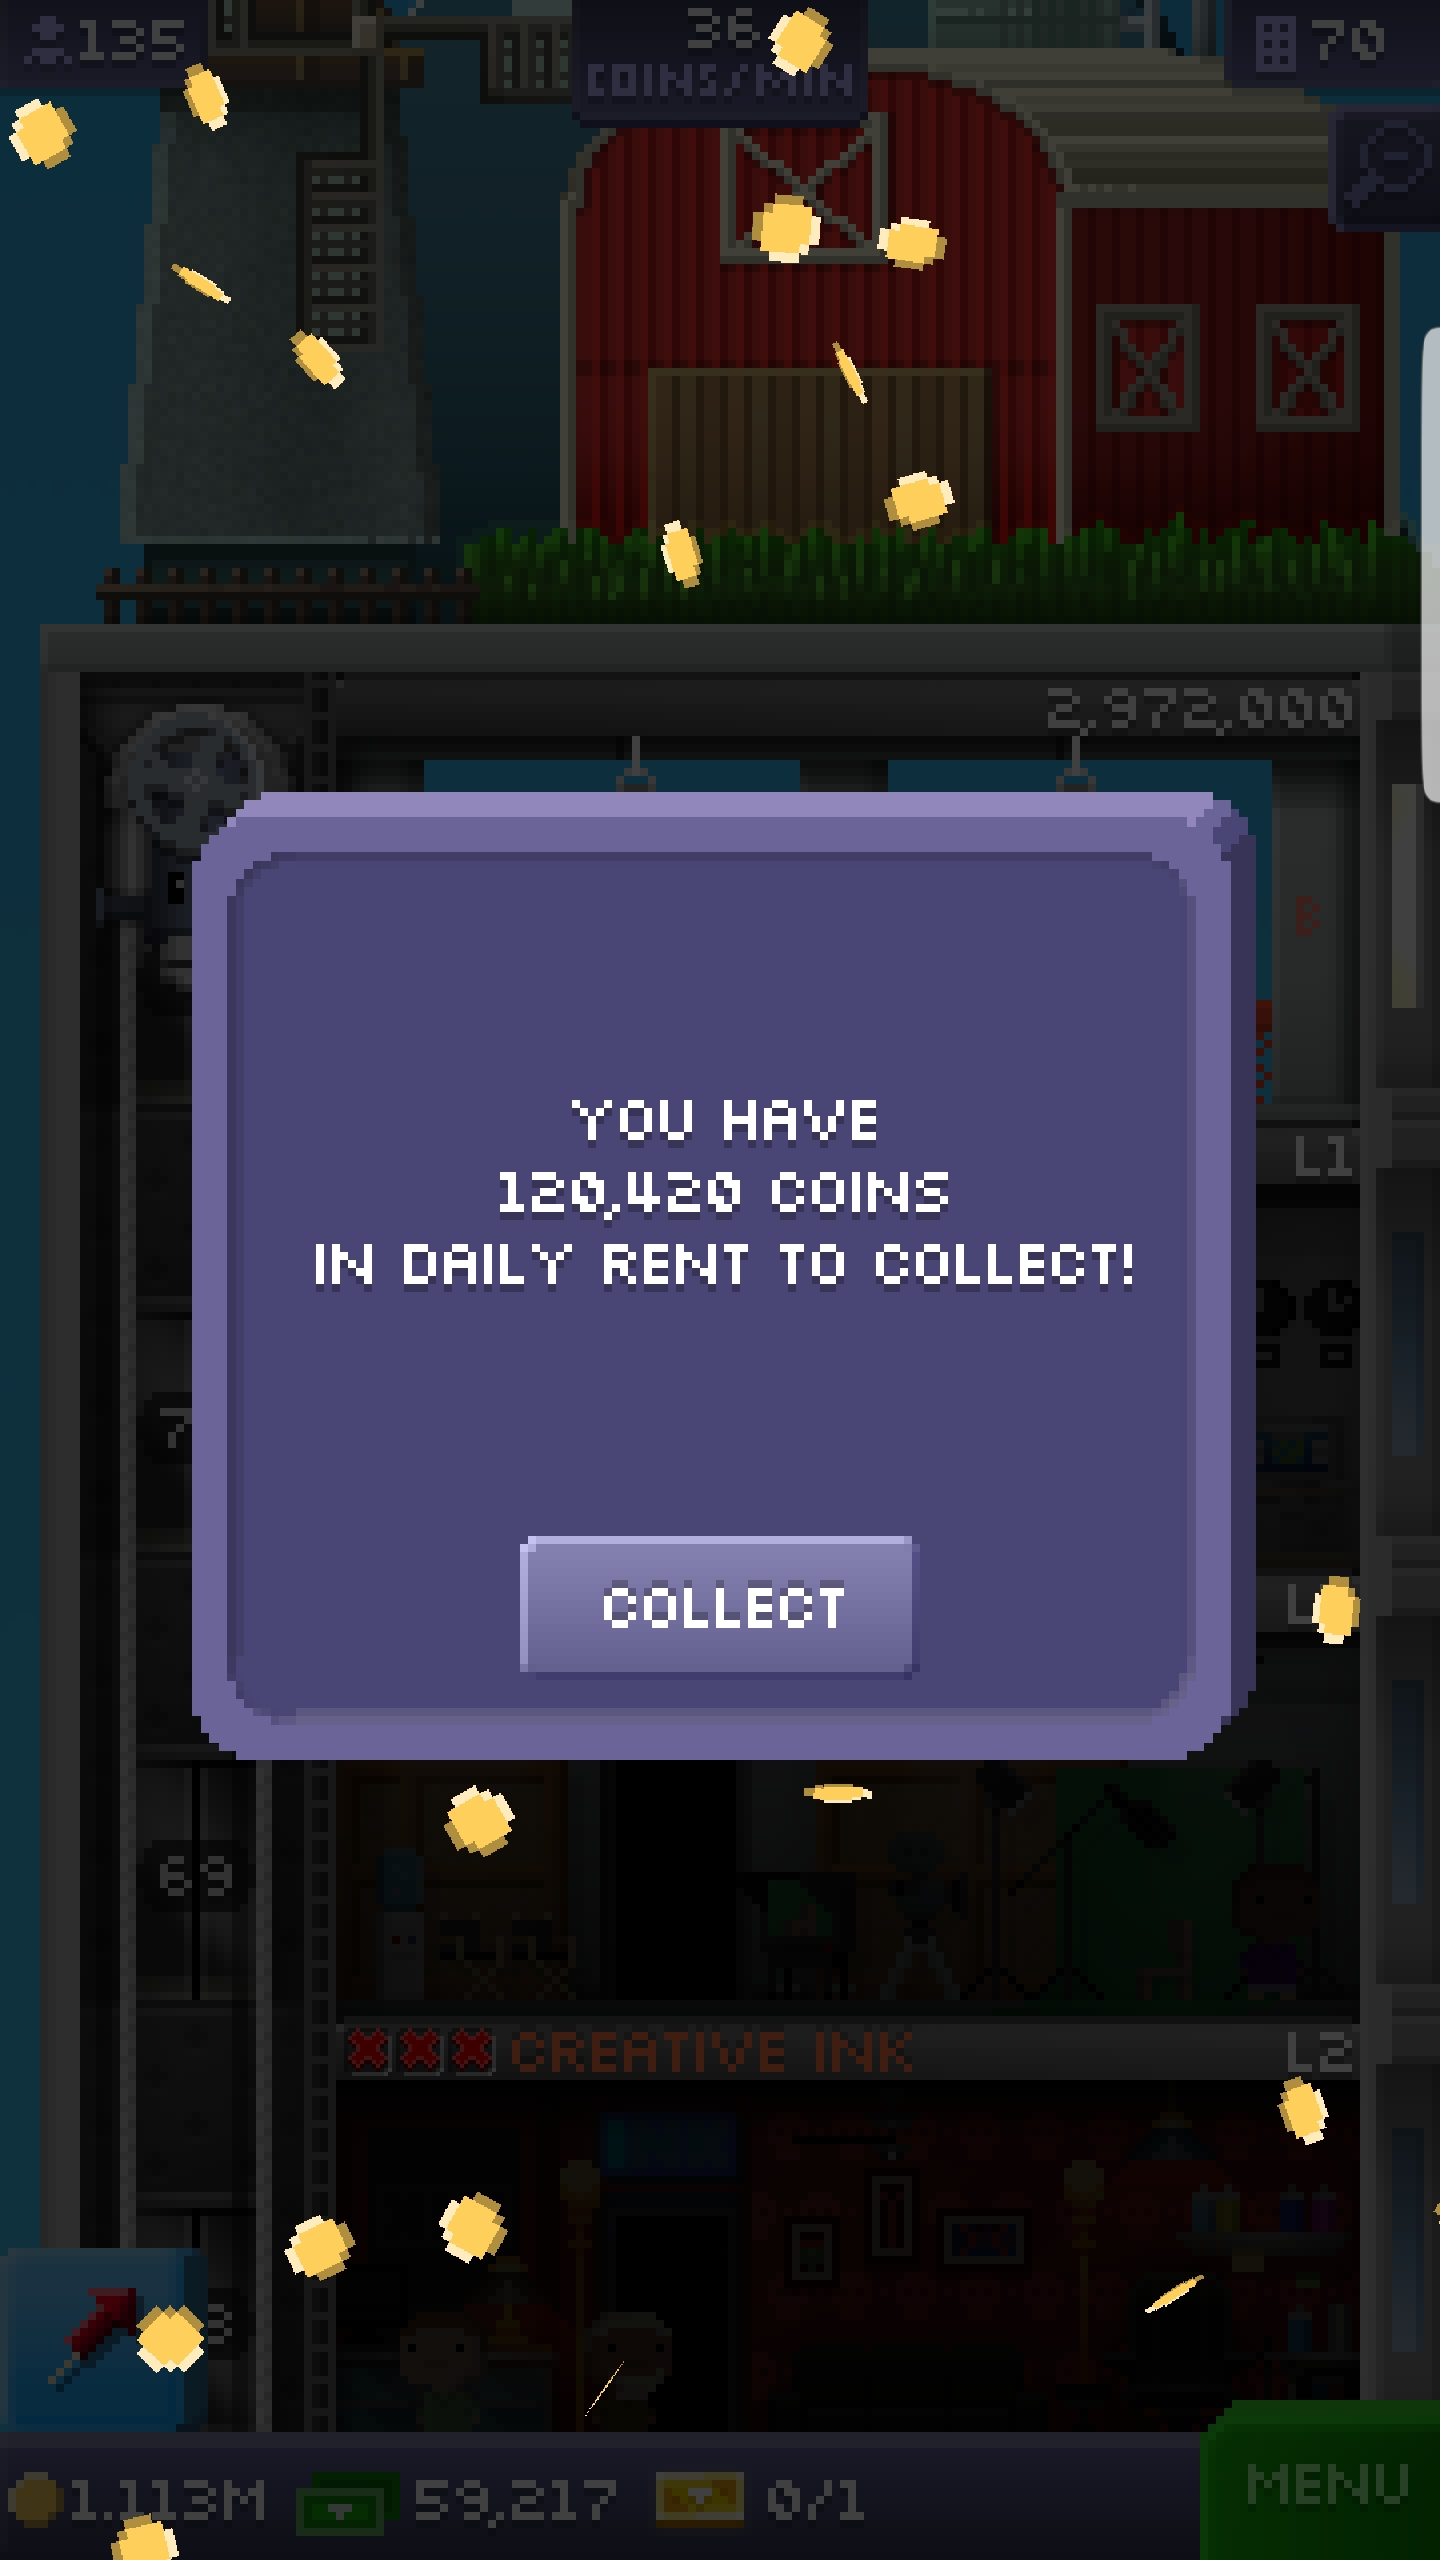 135
36
COINS/MIN
70
2,972,000
B
L1
YOU HAVE
120,420 COINS
IN DAILY RENT TO COLLECT!
7
COLLECT
69
CREATIVE INK
L2
1.113M
59,217
0/1
MENU